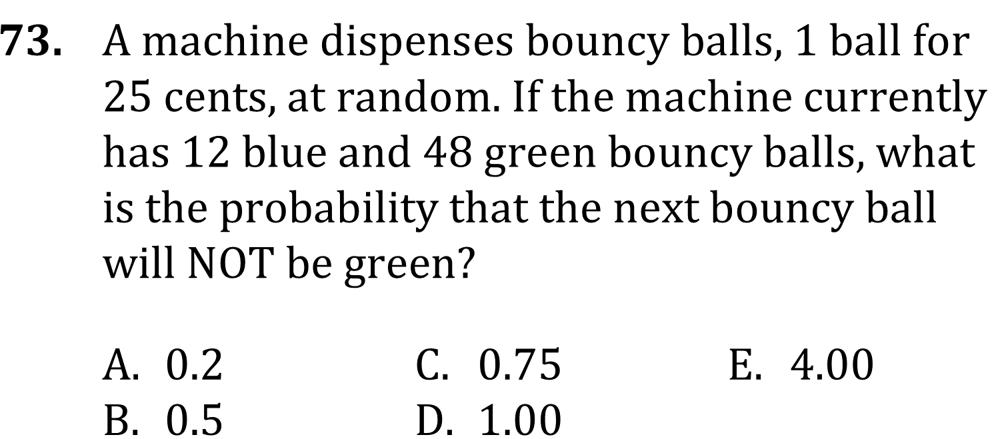 73. A machine dispenses bouncy balls, 1 ball for
25 cents, at random. If the machine currently
has 12 blue and 48 green bouncy balls, what
is the probability that the next bouncy ball
will NOT be green?
A. 0.2 C. 0.75 E. 4.00
B. 0.5 D. 1.00